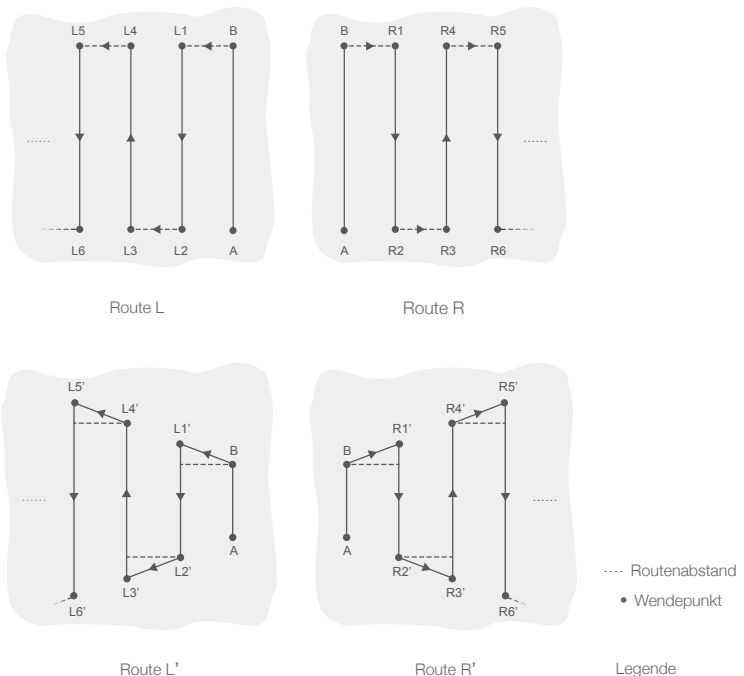 L5 L4 L1 B
......
L6 L3 L2 A
Route L
B R1 R4 R5
......
A R2 R3 R6
Route R
L5’
L4’
L1’
B
......
A
L2’
L3’
L6’
Route L’
R5’
R4’
R1’
B
......
A
R2’
R3’
R6’
Route R’
---- Routenabstand
• Wendepunkt
Legende